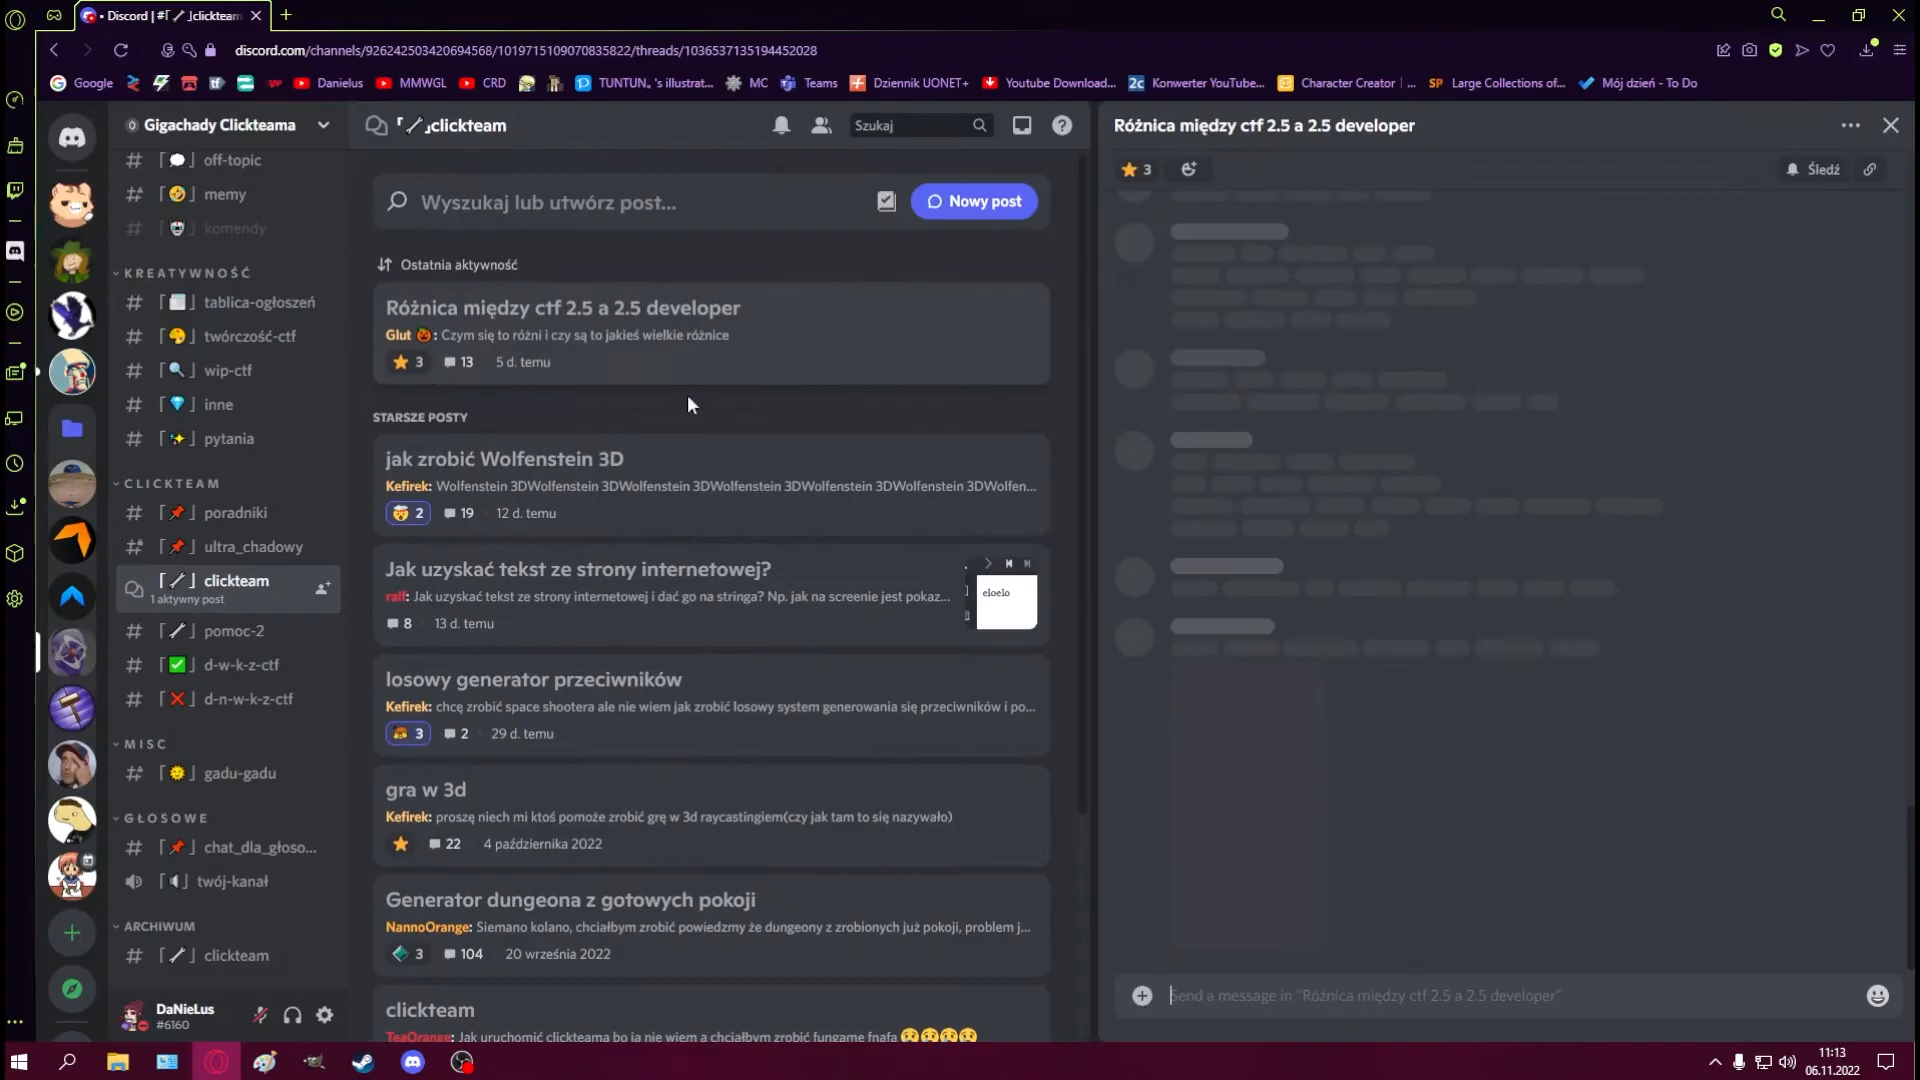 Discord | #「🔧」clickteam
discord.com/channels/926242503420694568/1019715109070835822/threads/1036537135194452028
Google
Danielus
MMWGL
CRD
TUNTUN。's illustrat...
MC
Teams
Dziennik UONET+
Youtube Download...
Konwerter YouTube...
Character Creator | ...
Large Collections of...
Mój dzień - To Do
Gigachady Clickteama
off-topic
memy
komendy
KREATYWNOŚĆ
tablica-ogłoszeń
twórczość-ctf
wip-ctf
inne
pytania
CLICKTEAM
poradniki
ultra_chadowy
clickteam
1 aktywny post
pomoc-2
d-w-k-z-ctf
d-n-w-k-z-ctf
MISC
gadu-gadu
GŁOSOWE
chat_dla_głoso...
twój-kanał
ARCHIWUM
clickteam
DaNieLus
#6160
「🔧」clickteam
Szukaj
Wyszukaj lub utwórz post...
Nowy post
Ostatnia aktywność
Różnica między ctf 2.5 a 2.5 developer
Glut 🎃: Czym się to różni i czy są to jakieś wielkie różnice
3 13 5 d. temu
STARSZE POSTY
jak zrobić Wolfenstein 3D
Kefirek: Wolfenstein 3DWolfenstein 3DWolfenstein 3DWolfenstein 3DWolfenstein 3DWolfenstein 3DWolfen...
2 19 12 d. temu
Jak uzyskać tekst ze strony internetowej?
ralf: Jak uzyskać tekst ze strony internetowej i dać go na stringa? Np. jak na screenie jest pokaz...
eloelo
8 13 d. temu
losowy generator przeciwników
Kefirek: chcę zrobić space shootera ale nie wiem jak zrobić losowy system generowania się przeciwników i po...
3 2 29 d. temu
gra w 3d
Kefirek: proszę niech mi ktoś pomoże zrobić grę w 3d raycastingiem(czy jak tam to się nazywało)
22 4 października 2022
Generator dungeona z gotowych pokoji
NannoOrange: Siemano kolano, chciałbym zrobić powiedzmy że dungeony z zrobionych już pokoji, problem j...
3 104 20 września 2022
clickteam
TeaOrange: Jak uruchomić clickteama bo ja nie wiem a chciałbym zrobić fungame fnafa 😢😢😢😢
Różnica między ctf 2.5 a 2.5 developer
3
Śledź
Send a message in "Różnica między ctf 2.5 a 2.5 developer"
11:13
06.11.2022